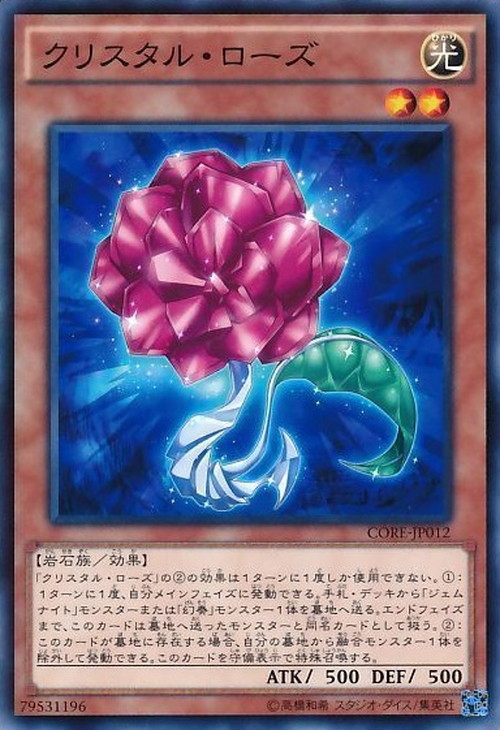 クリスタル・ローズ
光
CORE-JP012
【岩石族／効果】
「クリスタル・ローズ」の②の効果は１ターンに１度しか使用できない。①：
１ターンに１度、自分メインフェイズに発動できる。手札・デッキから「ジェム
ナイト」モンスターまたは「幻奏」モンスター１体を墓地へ送る。エンドフェイズ
まで、このカードは墓地へ送ったモンスターと同名カードとして扱う。②：
このカードが墓地に存在する場合、自分の墓地から融合モンスター１体を
除外して発動できる。このカードを守備表示で特殊召喚する。
ATK/ 500 DEF/ 500
79531196
©高橋和希 スタジオ・ダイス/集英社